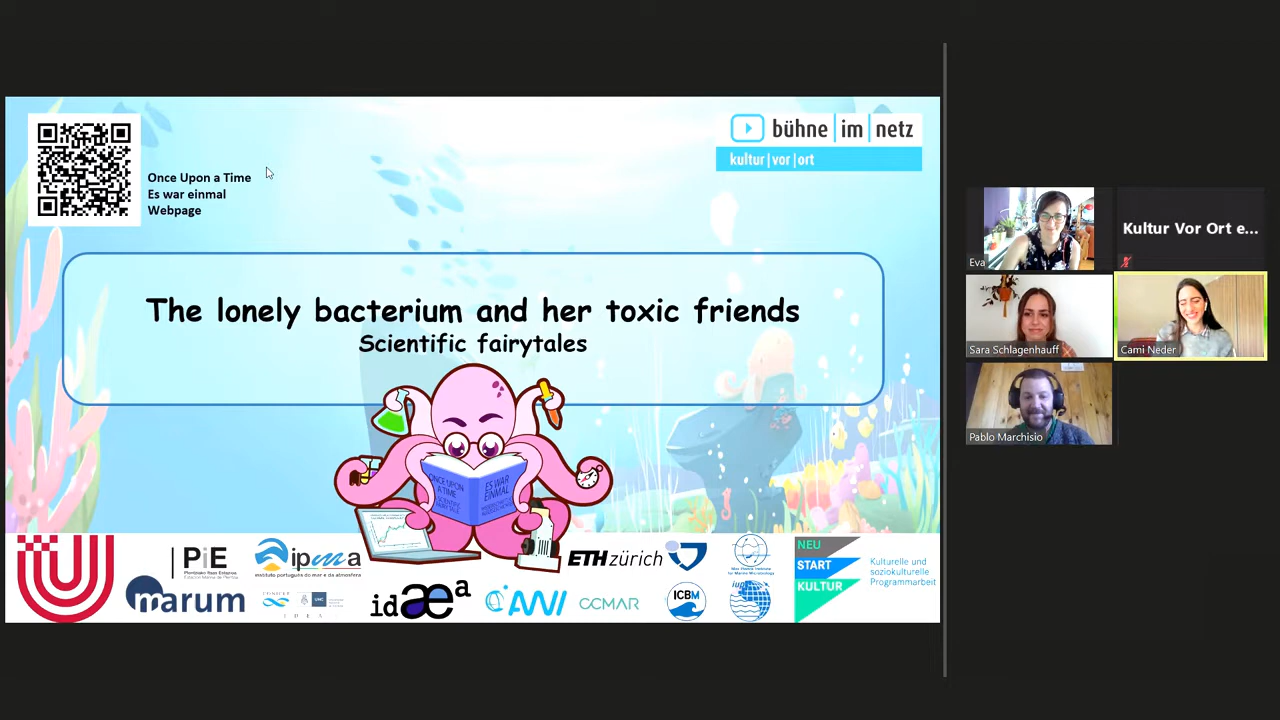 Once Upon a Time
Es war einmal
Webpage
bühne im netz
kultur vor ort
The lonely bacterium and her toxic friends
Scientific fairytales
ONCE UPON
A TIME
ES WAR
EINMAL
PiE
marum
ipma
instituto português do mar e da atmosfera
idaea
ETH zürich
AWI
CCMAR
ICBM
iup
NEU
START
KULTUR
Kulturelle und
soziokulturelle
Programmarbeit
Eva
Kultur Vor Ort e...
Sara Schlagenhauff
Cami Neder
Pablo Marchisio